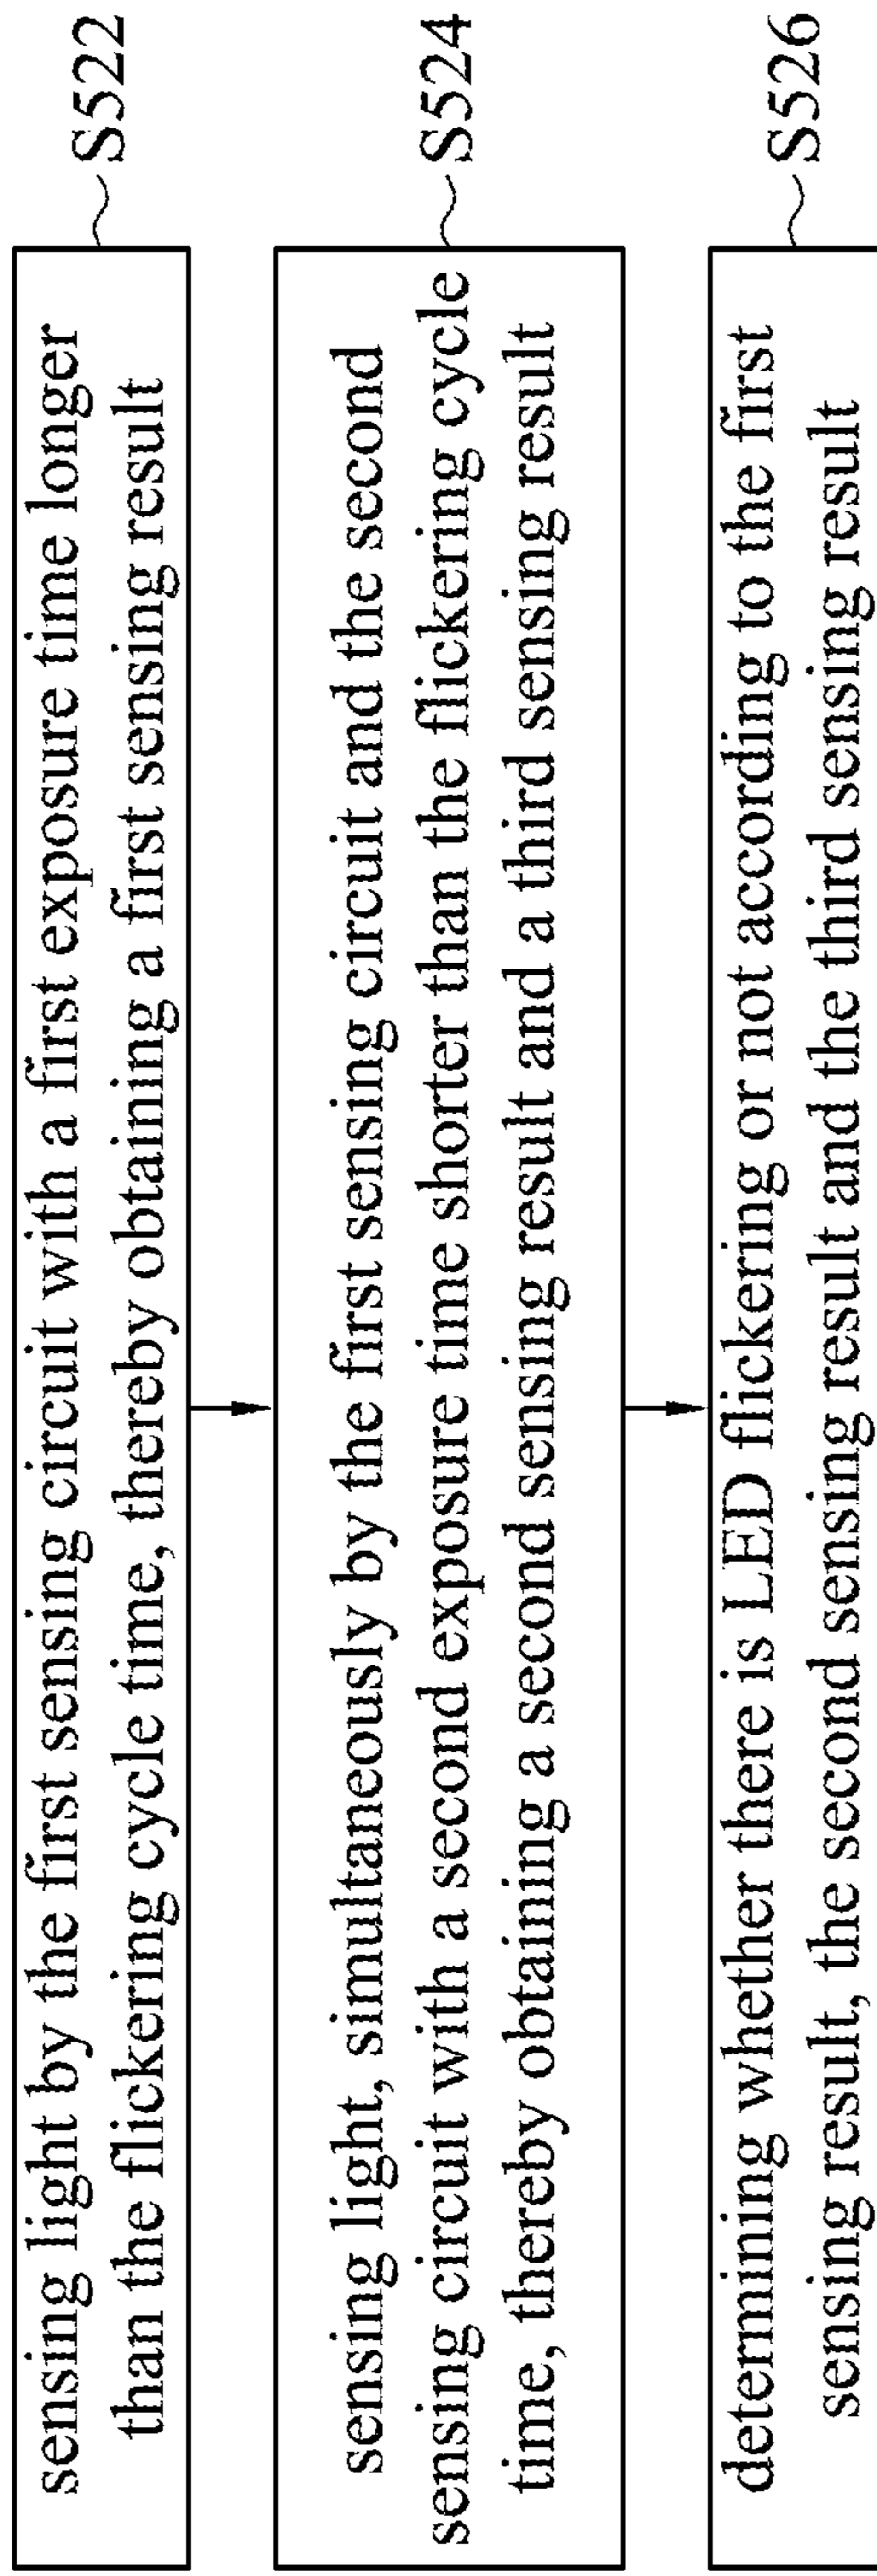 sensing light by the first sensing circuit with a first exposure time longer
than the flickering cycle time, thereby obtaining a first sensing result
S522
sensing light, simultaneously by the first sensing circuit and the second
sensing circuit with a second exposure time shorter than the flickering cycle
time, thereby obtaining a second sensing result and a third sensing result
S524
determining whether there is LED flickering or not according to the first
sensing result, the second sensing result and the third sensing result
S526